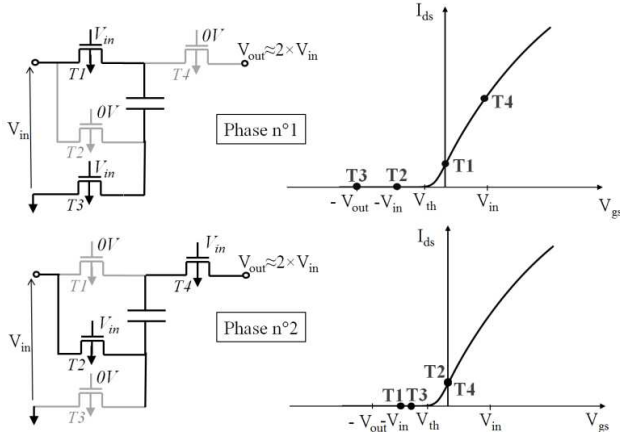 V_in
0V
V_out≈2×V_in
T1
T4
0V
V_in
T2
Phase n°1
V_in
T3
I_ds
T4
T1
T3
T2
- V_out
-V_in
V_th
V_in
V_gs
0V
V_in
V_out≈2×V_in
T1
T4
V_in
V_in
T2
Phase n°2
0V
T3
I_ds
T2
T1
T3
T4
- V_out
-V_in
V_th
V_in
V_gs